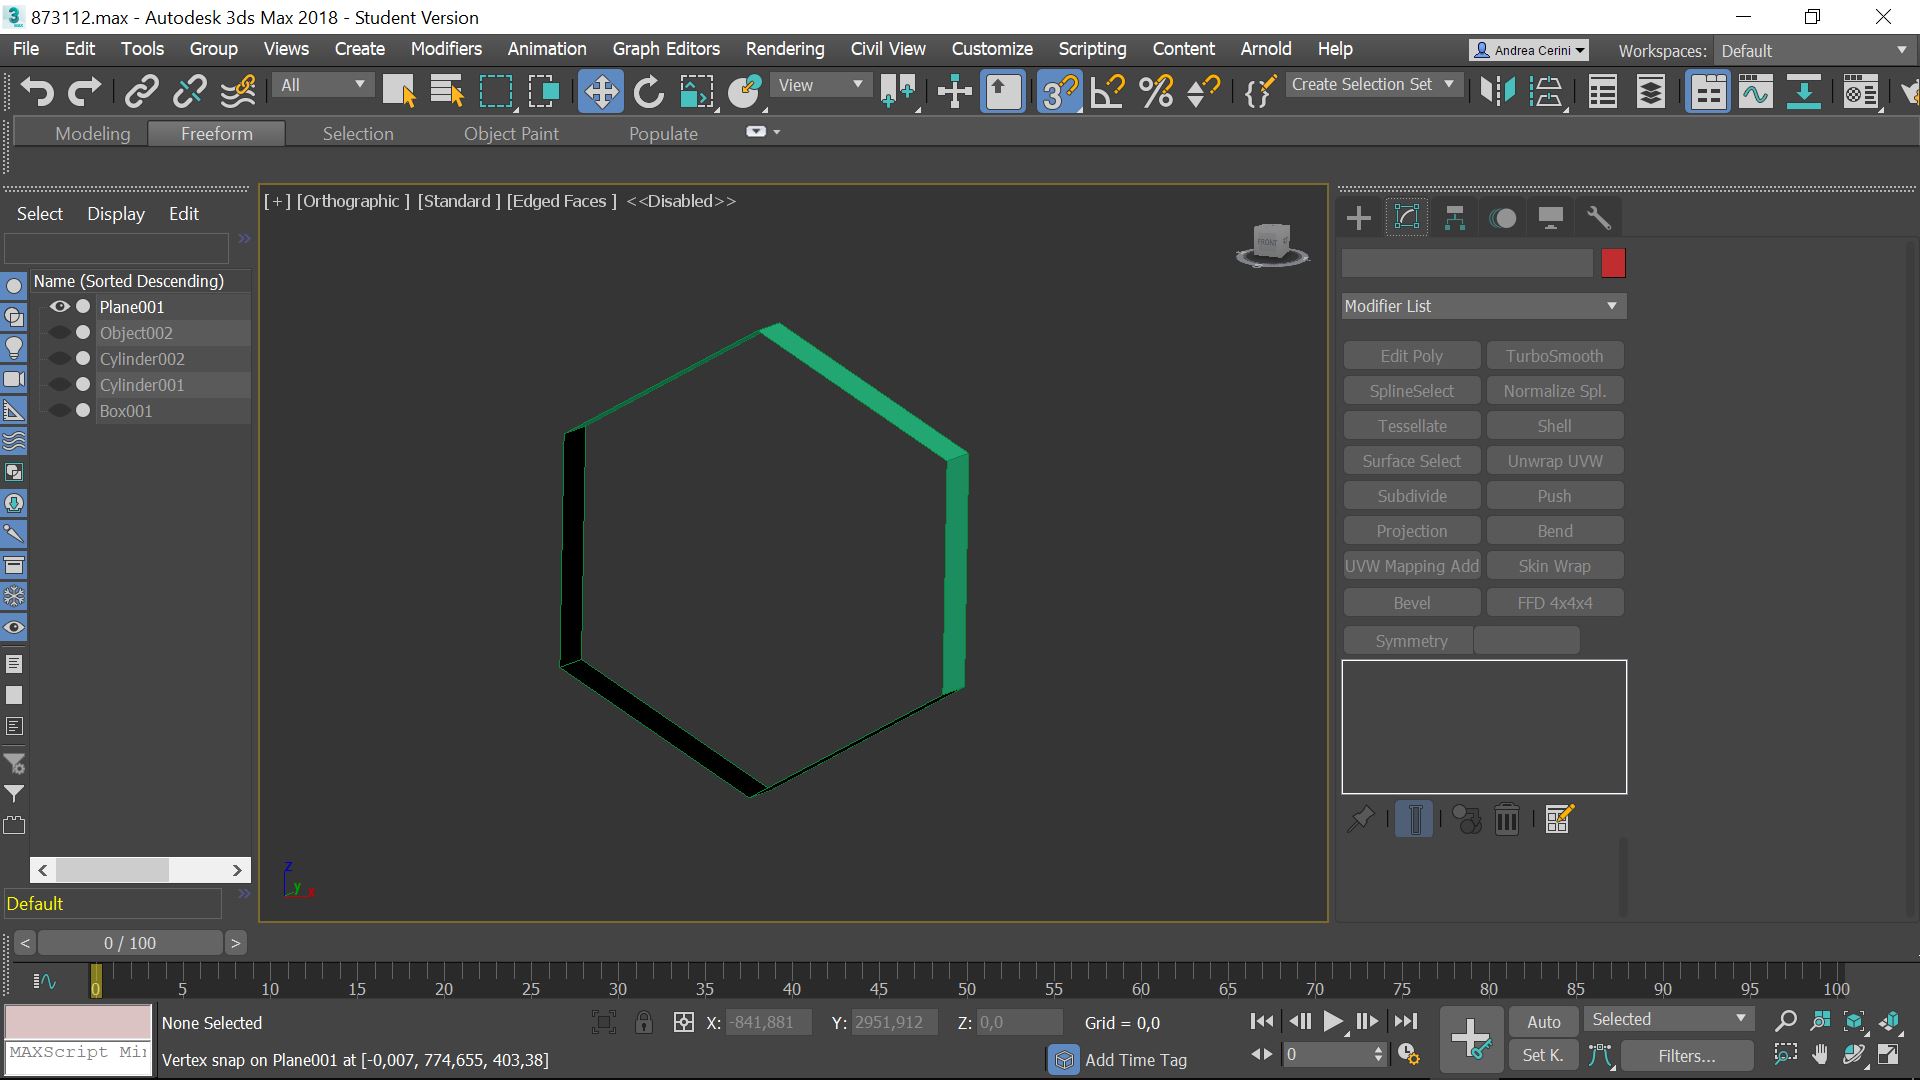 873112.max - Autodesk 3ds Max 2018 - Student Version
File Edit Tools Group Views Create Modifiers Animation Graph Editors Rendering Civil View Customize Scripting Content Arnold Help Andrea Cerini Workspaces: Default
All View 3 Create Selection Set
Modeling Freeform Selection Object Paint Populate
[+] [Orthographic ] [Standard ] [Edged Faces ] <<Disabled>>
Select Display Edit
Name (Sorted Descending)
Plane001
Object002
Cylinder002
Cylinder001
Box001
FRONT
Modifier List
Edit Poly TurboSmooth
SplineSelect Normalize Spl.
Tessellate Shell
Surface Select Unwrap UVW
Subdivide Push
Projection Bend
UVW Mapping Add Skin Wrap
Bevel FFD 4x4x4
Symmetry
z
y x
Default
0 / 100
0 5 10 15 20 25 30 35 40 45 50 55 60 65 70 75 80 85 90 95 100
None Selected X: -841,881 Y: 2951,912 Z: 0,0 Grid = 0,0 Auto Selected
MAXScript Mi
Vertex snap on Plane001 at [-0,007, 774,655, 403,38] Add Time Tag 0 Set K. Filters...